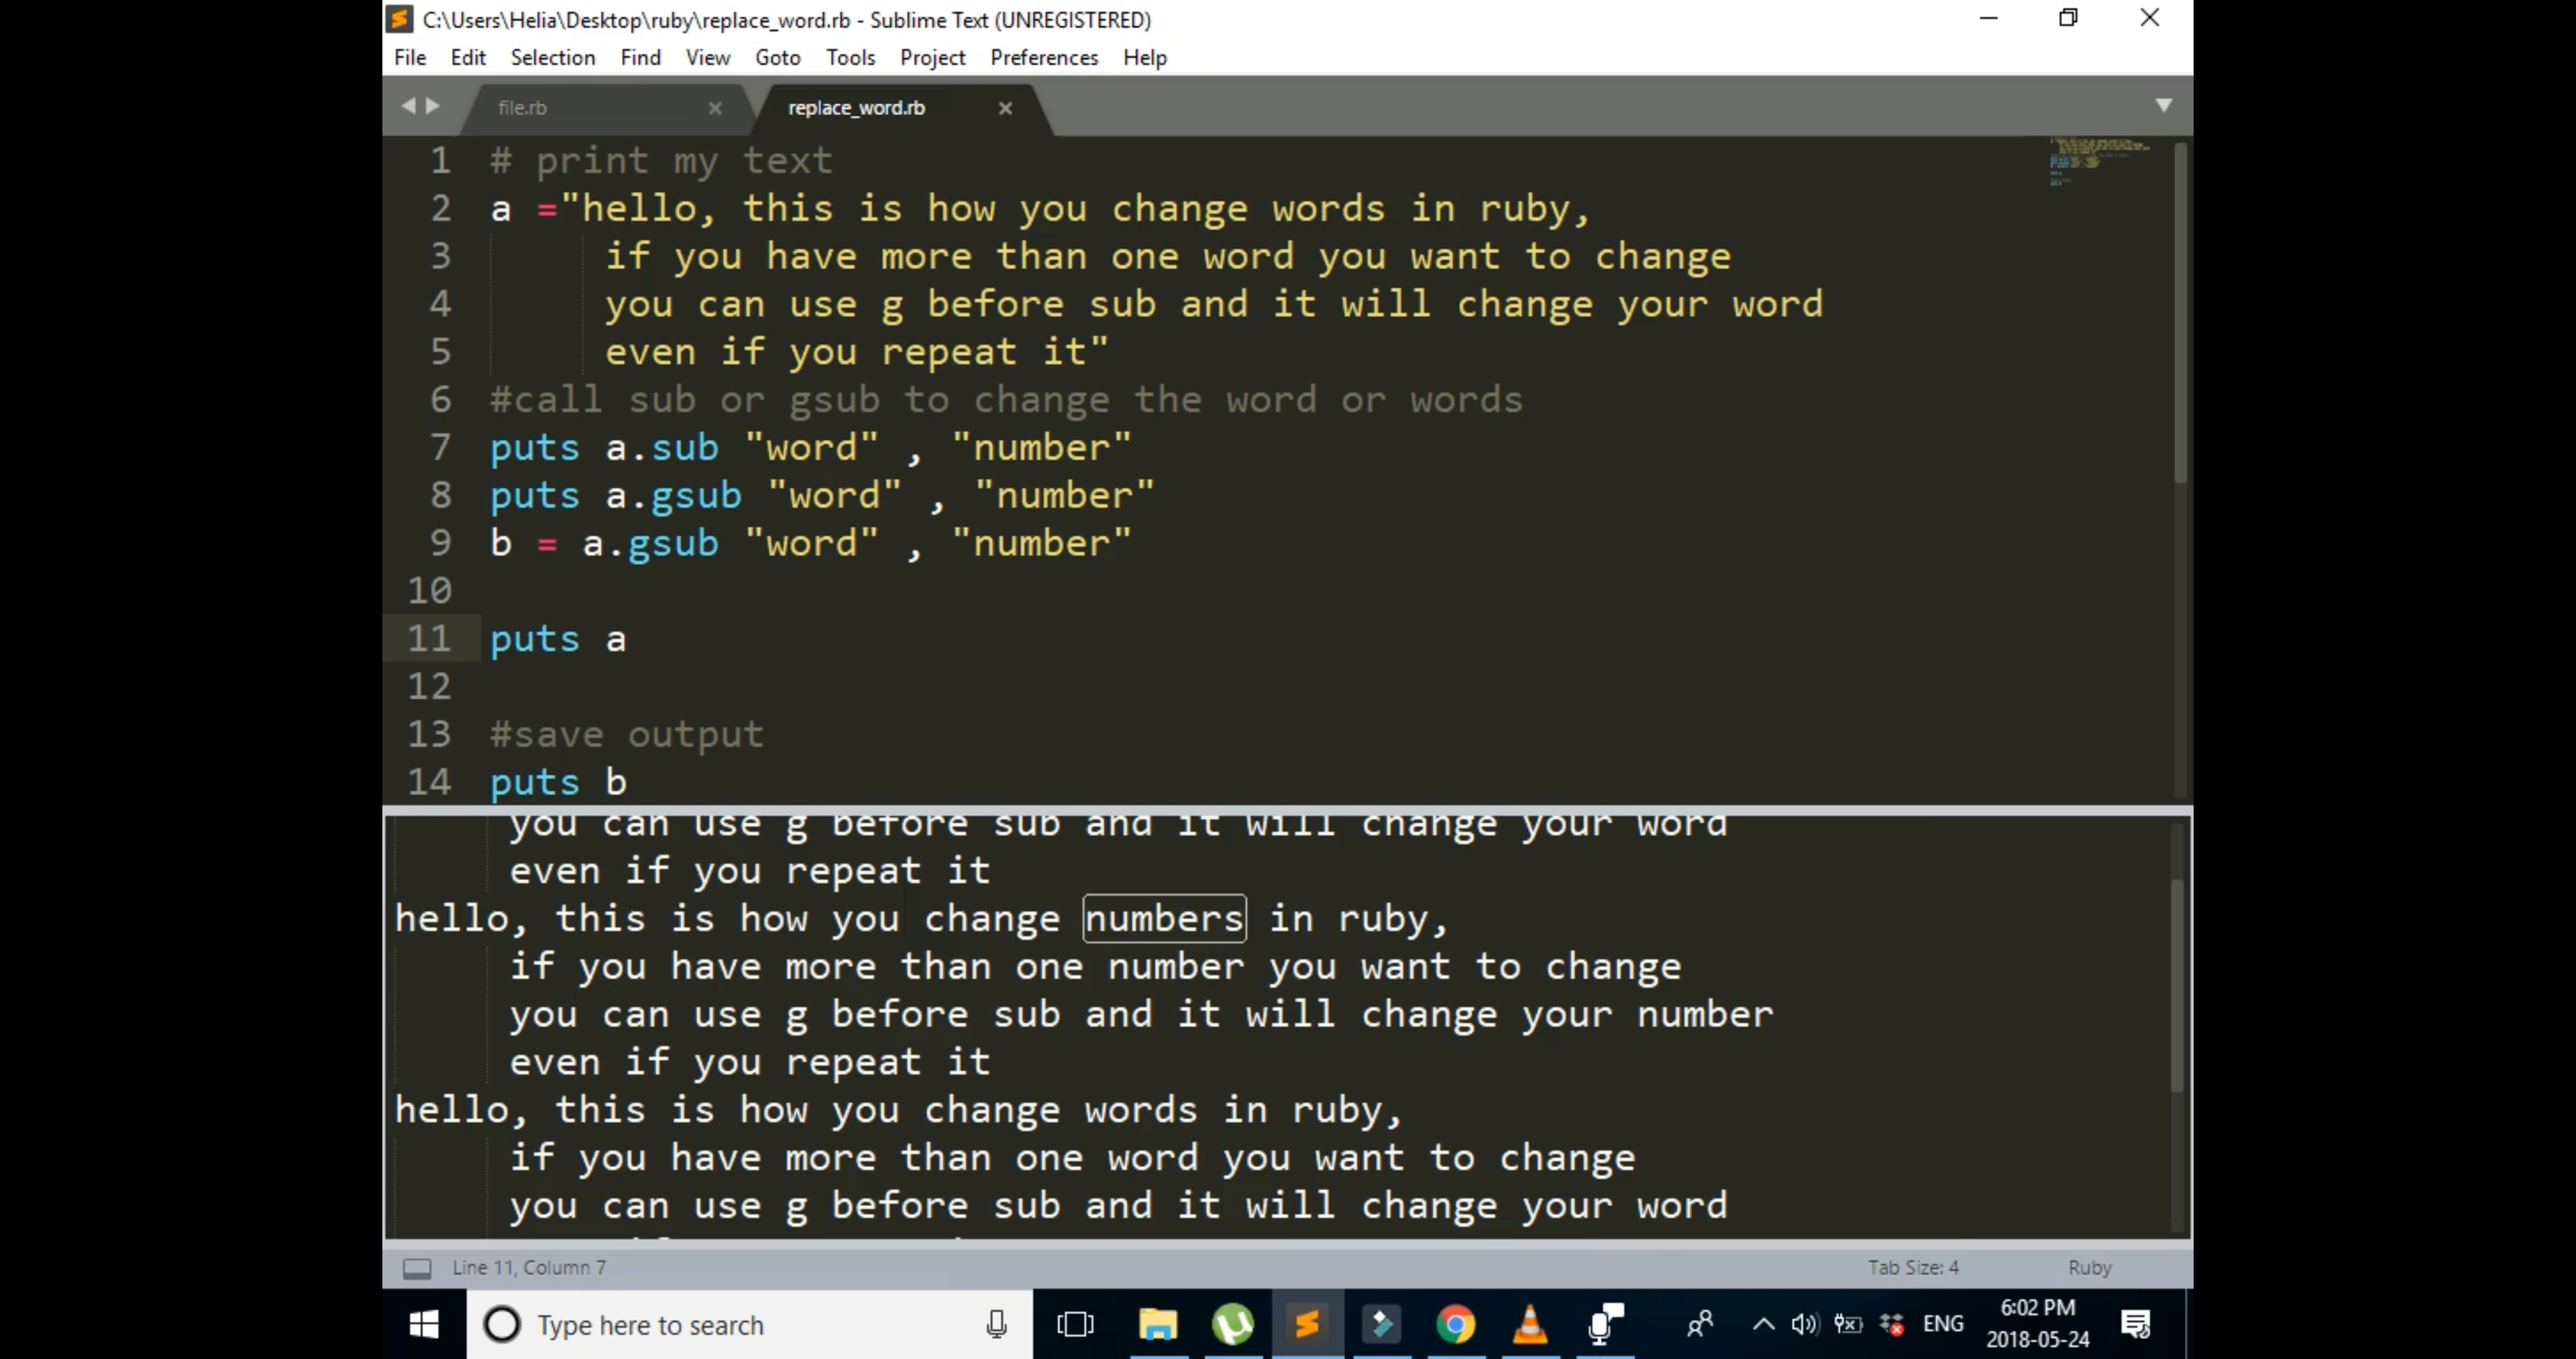 C:\Users\Helia\Desktop\ruby\replace_word.rb - Sublime Text (UNREGISTERED)
File Edit Selection Find View Goto Tools Project Preferences Help
file.rb replace_word.rb
1 # print my text
2 a ="hello, this is how you change words in ruby,
3 if you have more than one word you want to change
4 you can use g before sub and it will change your word
5 even if you repeat it"
6 #call sub or gsub to change the word or words
7 puts a.sub "word" , "number"
8 puts a.gsub "word" , "number"
9 b = a.gsub "word" , "number"
10
11 puts a
12
13 #save output
14 puts b
you can use g before sub and it will change your word
even if you repeat it
hello, this is how you change numbers in ruby,
if you have more than one number you want to change
you can use g before sub and it will change your number
even if you repeat it
hello, this is how you change words in ruby,
if you have more than one word you want to change
you can use g before sub and it will change your word
Line 11, Column 7 Tab Size: 4 Ruby
Type here to search ENG 6:02 PM
2018-05-24